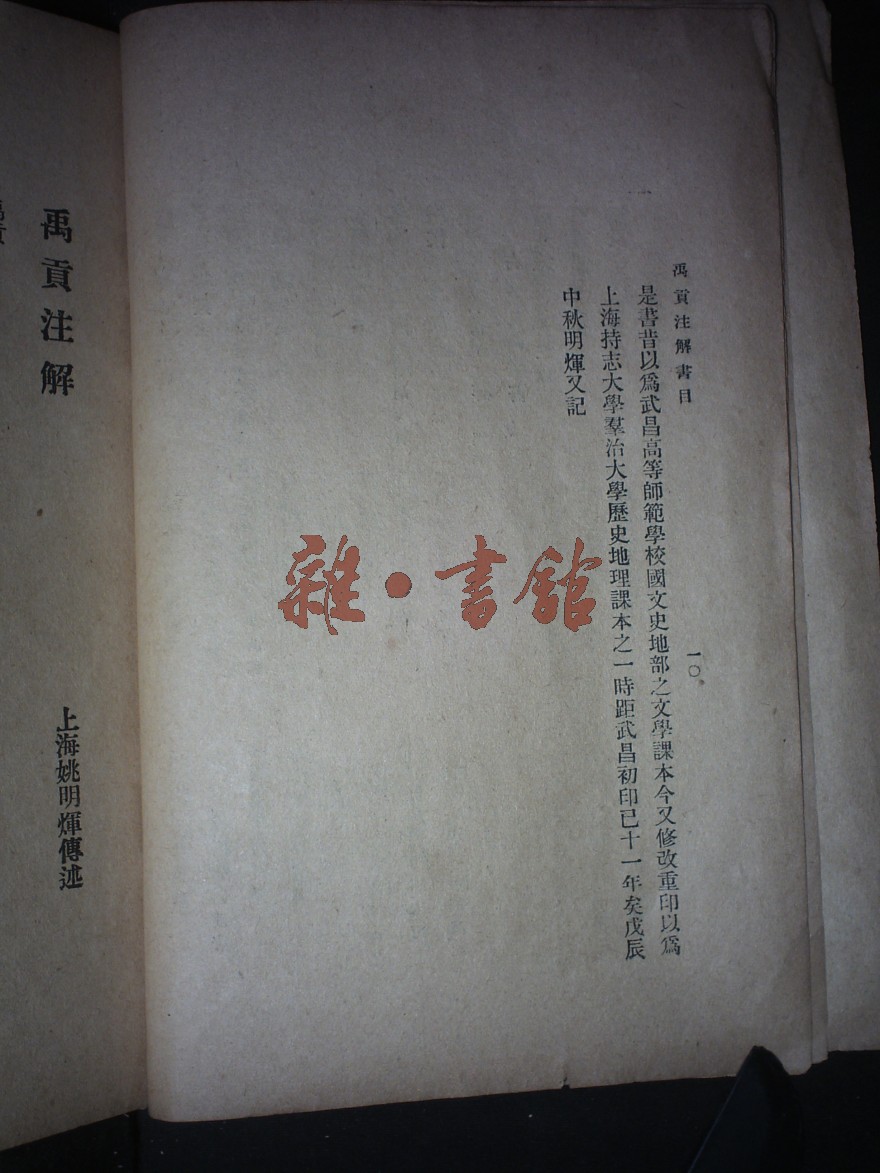 禹貢注解書目
一〇
是書昔以爲武昌高等師範學校國文史地部之文學課本今又修改重印以爲
上海持志大學羣治大學歷史地理課本之一時距武昌初印已十一年矣戊辰
中秋明煇又記
雜•書館
禹貢注解
上海姚明煇傳述
禹貢